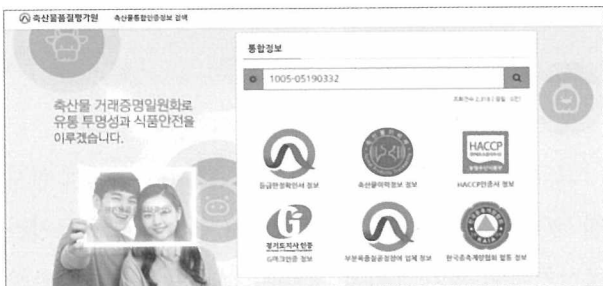 축산물품질평가원 축산물통합인증정보 검색
통합정보
1005-05190332
축산물 거래증명일원화로
유통 투명성과 식품안전을
이루겠습니다.
HACCP
등급판정확인서 정보
축산물이력정보 정보
HACCP인증서 정보
경기도지사 인증
G마크인증 정보
부분육품질공정참여 업체 정보
한국종축개량협회 혈통 정보